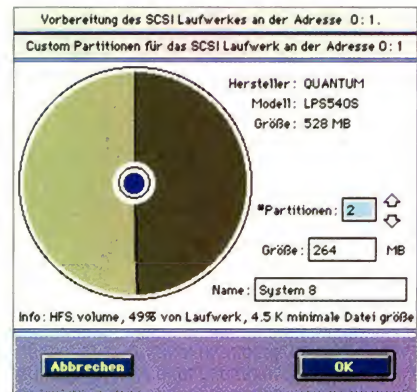 Vorbereitung des SCSI Laufwerkes an der Adresse 0:1.
Custom Partitionen für das SCSI Laufwerk an der Adresse 0:1
Hersteller: QUANTUM
Modell: LPS540S
Größe: 528 MB
#Partitionen: 2
Größe: 264 MB
Name: System 8
Info: HFS volume, 49% von Laufwerk, 4.5 K minimale Datei größe
Abbrechen OK